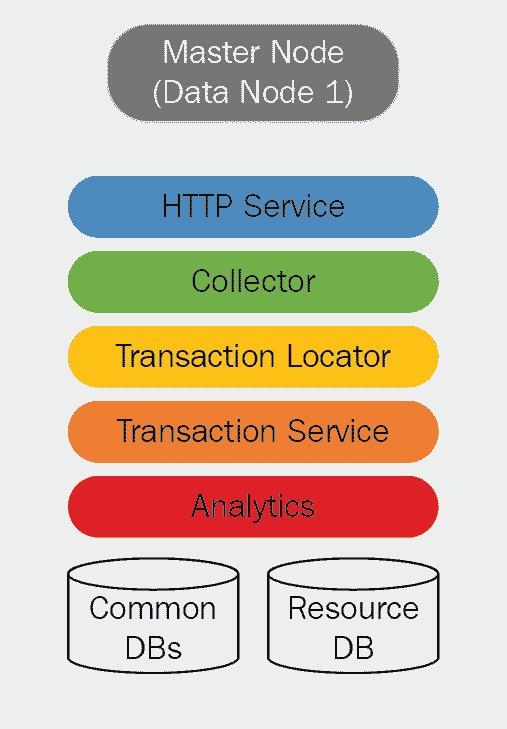 Master Node
(Data Node 1)
HTTP Service
Collector
Transaction Locator
Transaction Service
Analytics
Common
DBs
Resource
DB